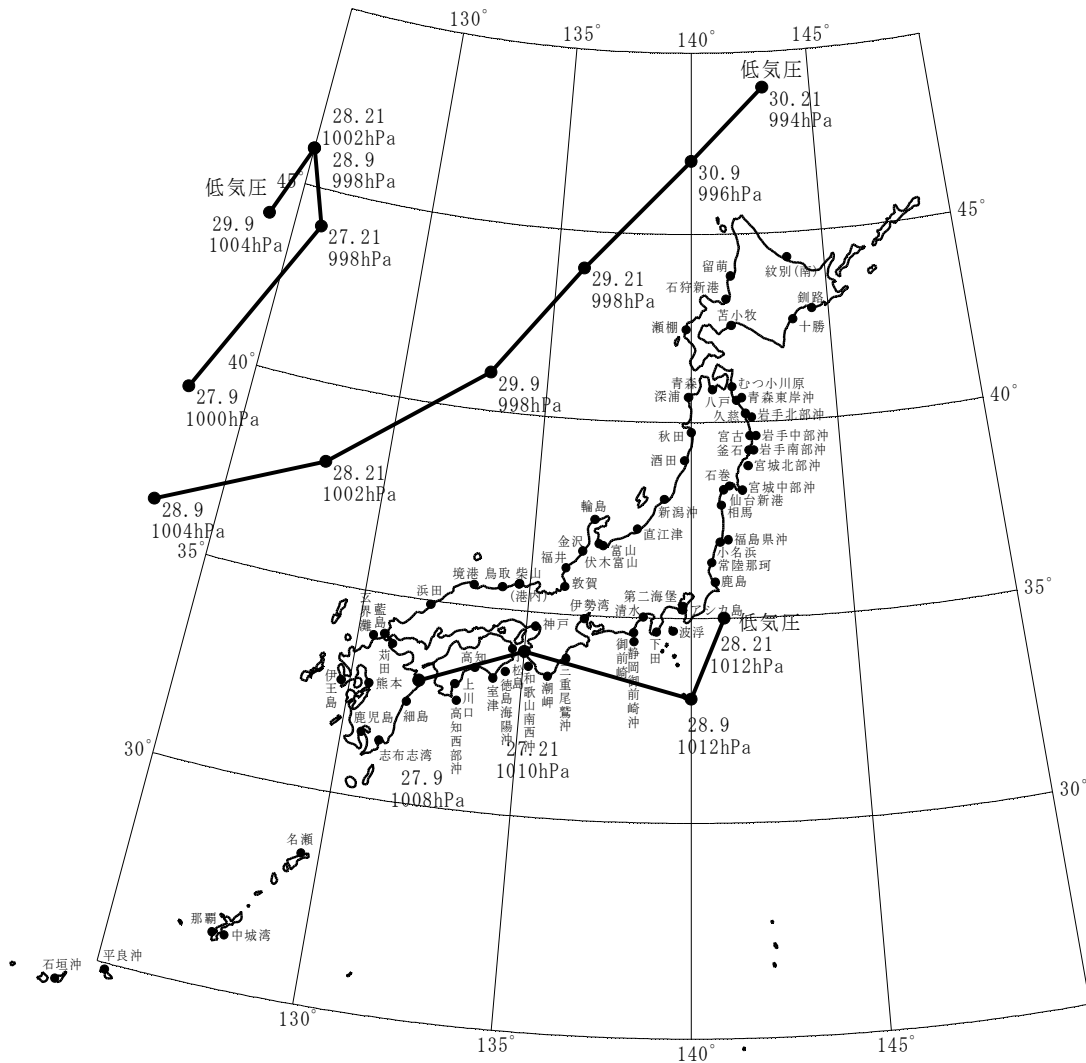 130°
135°
140°
145°
低気圧
30.21
994hPa
28.21
1002hPa
28.9
998hPa
45°
低気圧
29.9
1004hPa
27.21
998hPa
30.9
996hPa
45°
29.21
998hPa
留萌
紋別(南)
石狩新港
釧路
苫小牧
瀬棚
十勝
40°
27.9
1000hPa
29.9
998hPa
青森
むつ小川原
深浦
八戸
青森東岸沖
40°
久慈
岩手北部沖
秋田
宮古
岩手中部沖
釜石
岩手南部沖
酒田
宮城北部沖
28.21
1002hPa
石巻
宮城中部沖
仙台新港
28.9
1004hPa
新潟沖
相馬
輪島
直江津
35°
金沢
富山
伏木富山
福島県沖
小名浜
福井
常陸那珂
境港
鳥取
柴山
(港内)
敦賀
鹿島
35°
浜田
伊勢湾
第二海堡
清水
アシカ島
玄界灘
藍島
神戸
御前崎
静岡御前崎沖
下田
波浮
低気圧
28.21
1012hPa
苅田
高知
小松島
伊王島
熊本
上川口
室津
徳島海陽沖
和歌山南西沖
潮岬
三重尾鷲沖
鹿児島
細島
高知西部沖
28.9
1012hPa
志布志湾
30°
27.9
1008hPa
27.21
1010hPa
30°
名瀬
那覇
中城湾
石垣沖
平良沖
130°
135°
140°
145°